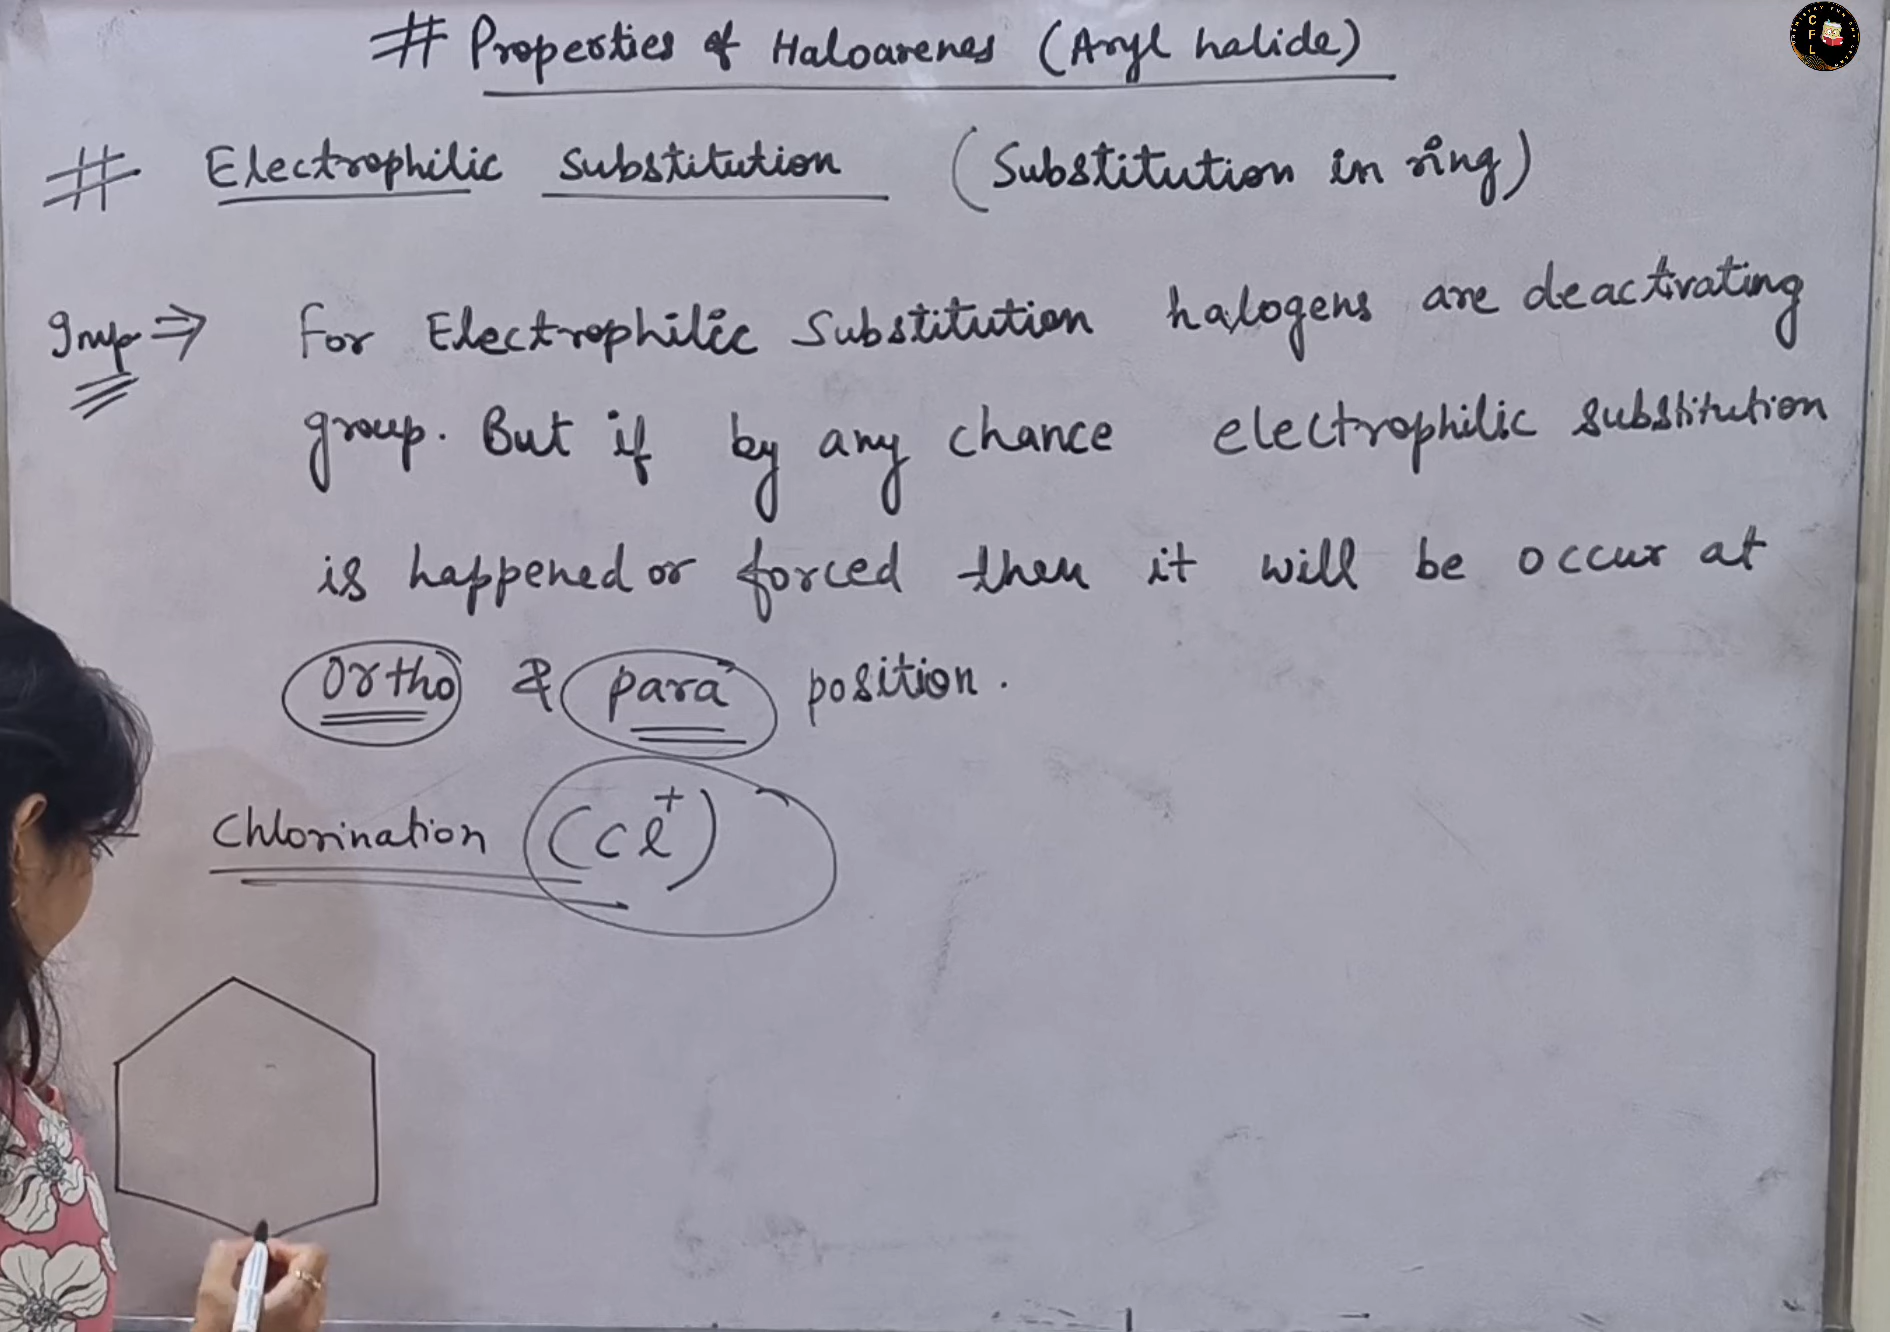 # Properties of Haloarenes (Aryl halide)
# Electrophilic Substitution (Substitution in ring)
Imp ⇒ For Electrophilic Substitution halogens are deactivating
group. But if by any chance electrophilic substitution
is happened or forced then it will be occur at
Ortho & para position.
Chlorination (Cl⁺)
CFL